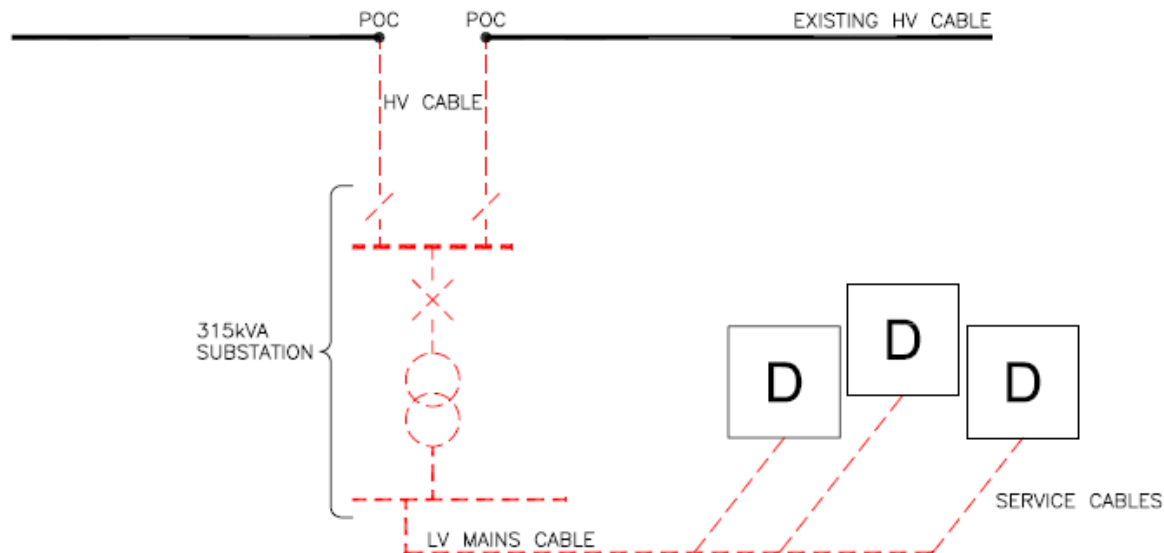 POC
POC
EXISTING HV CABLE
HV CABLE
315kVA
SUBSTATION
D
D
D
SERVICE CABLES
LV MAINS CABLE